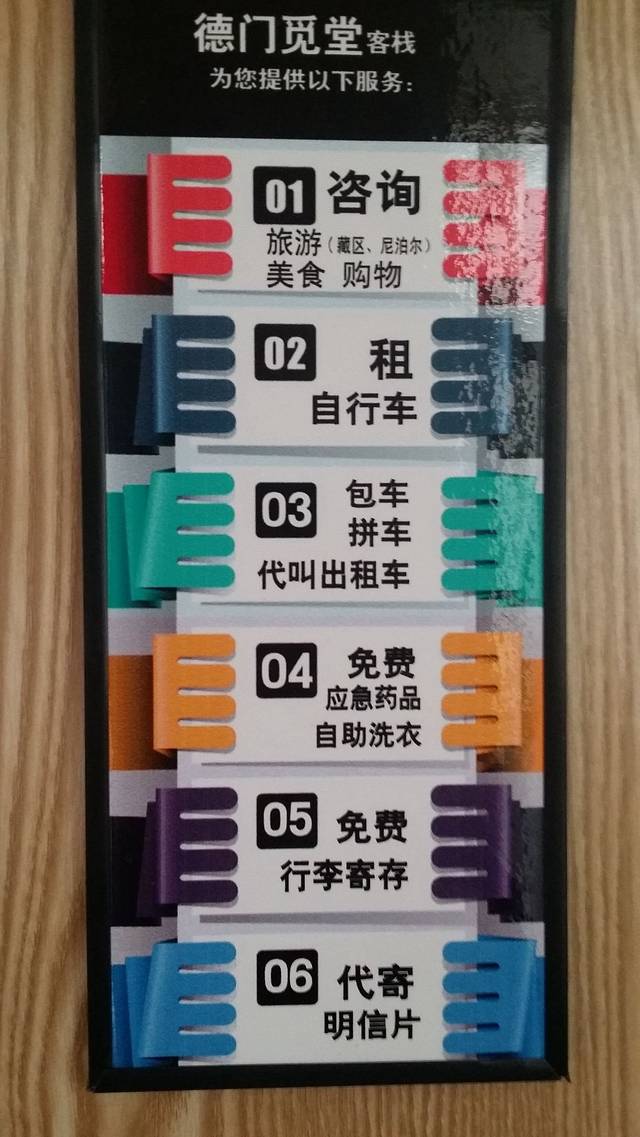 德门觅堂客栈
为您提供以下服务：
01 咨询
旅游（藏区、尼泊尔）
美食 购物
02 租
自行车
03 包车
拼车
代叫出租车
04 免费
应急药品
自助洗衣
05 免费
行李寄存
06 代寄
明信片